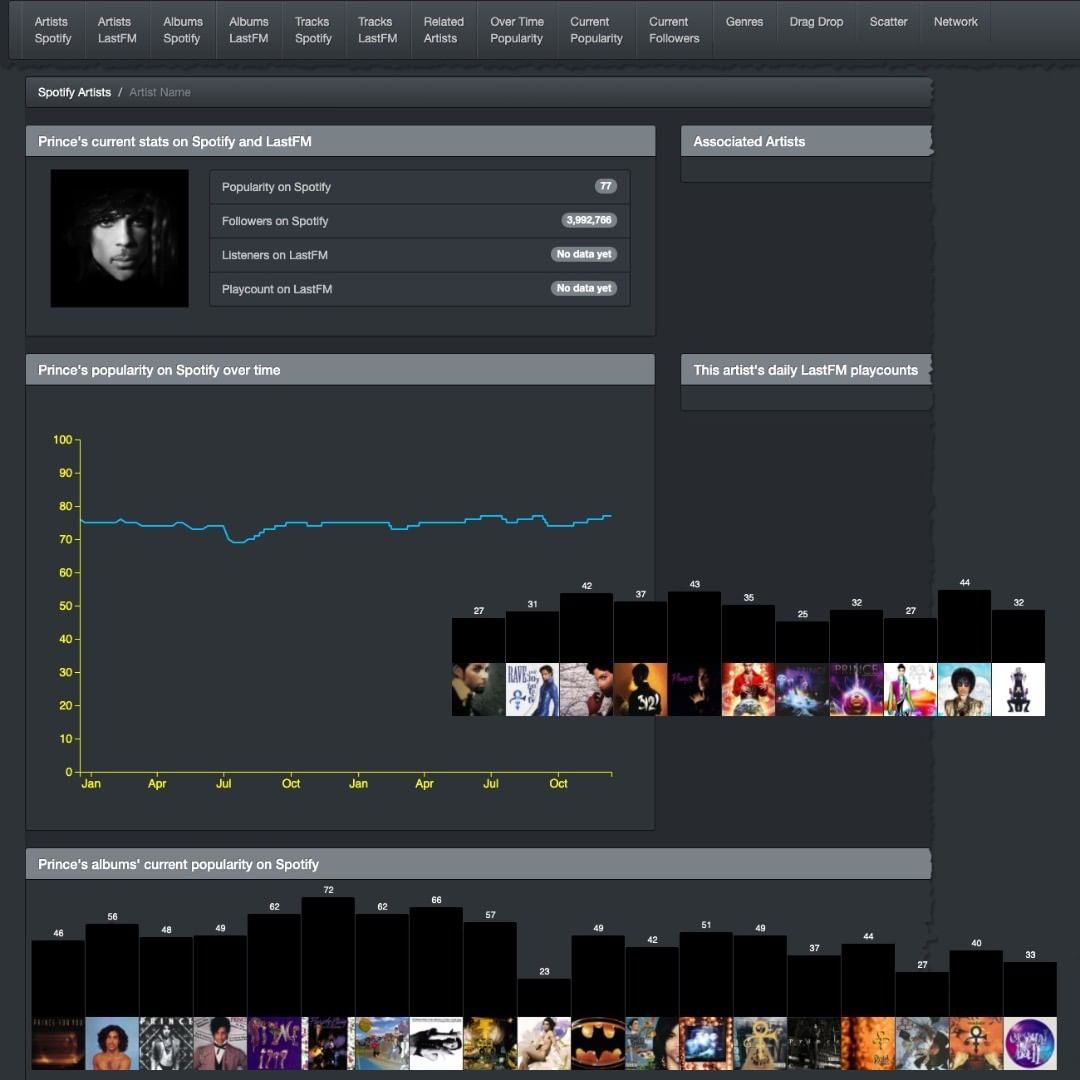 Artists Spotify
Artists LastFM
Albums Spotify
Albums LastFM
Tracks Spotify
Tracks LastFM
Related Artists
Over Time Popularity
Current Popularity
Current Followers
Genres
Drag Drop
Scatter
Network
Spotify Artists / Artist Name
Prince's current stats on Spotify and LastFM
Popularity on Spotify 77
Followers on Spotify 3,992,766
Listeners on LastFM No data yet
Playcount on LastFM No data yet
Associated Artists
Prince's popularity on Spotify over time
This artist's daily LastFM playcounts
100
90
80
70
60
50
40
30
20
10
0
Jan Apr Jul Oct Jan Apr Jul Oct
27 31 42 37 43 35 25 32 27 44 32
RAVE
3121
Prince
PRINCE
Prince's albums' current popularity on Spotify
46 56 48 49 62 72 62 66 57 23 49 42 51 49 37 44 27 40 33
PRINCE FOR YOU
PRINCE
1999